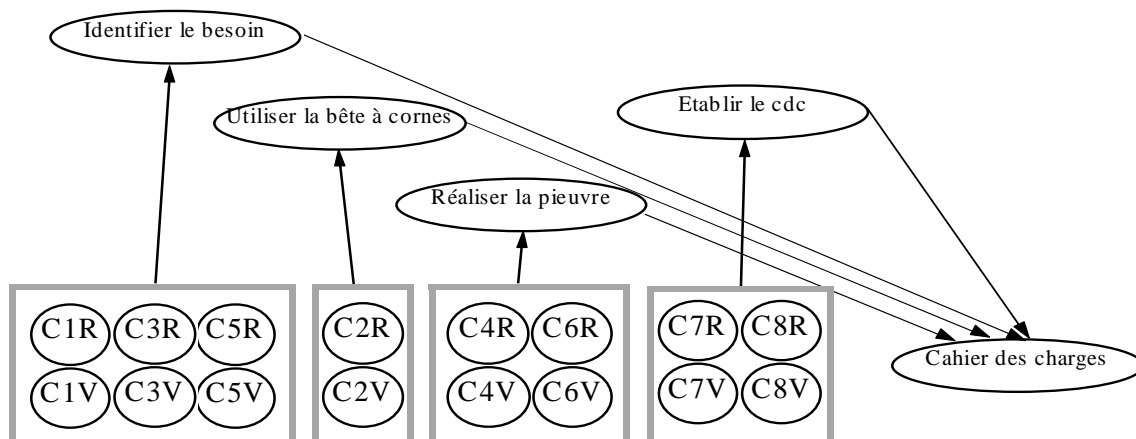 Identifier le besoin
Utiliser la bête à cornes
Etablir le cdc
Réaliser la pieuvre
C1R C3R C5R C2R C4R C6R C7R C8R
C1V C3V C5V C2V C4V C6V C7V C8V
Cahier des charges